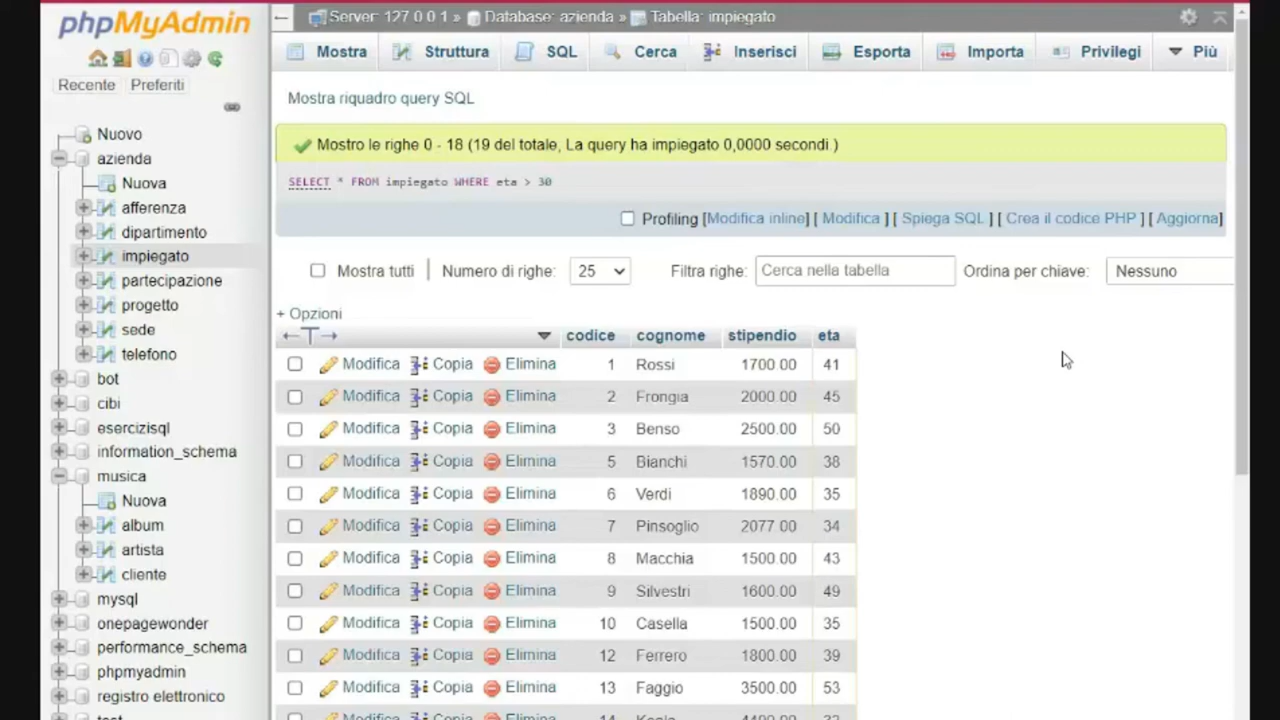 phpMyAdmin
Recente Preferiti
Nuovo
azienda
Nuova
afferenza
dipartimento
impiegato
partecipazione
progetto
sede
telefono
bot
cibi
esercizisql
information_schema
musica
Nuova
album
artista
cliente
mysql
onepagewonder
performance_schema
phpmyadmin
registro elettronico
test
Server: 127 0 0 1 » Database: azienda » Tabella: impiegato
Mostra Struttura SQL Cerca Inserisci Esporta Importa Privilegi Più
Mostra riquadro query SQL
Mostro le righe 0 - 18 (19 del totale, La query ha impiegato 0,0000 secondi )
SELECT * FROM impiegato WHERE eta > 30
Profiling [Modifica inline] [ Modifica ] [ Spiega SQL ] [ Crea il codice PHP ] [ Aggiorna]
Mostra tutti Numero di righe: 25 Filtra righe: Cerca nella tabella Ordina per chiave: Nessuno
+ Opzioni
←T→ codice cognome stipendio eta
Modifica Copia Elimina 1 Rossi 1700 00 41
Modifica Copia Elimina 2 Frongia 2000.00 45
Modifica Copia Elimina 3 Benso 2500.00 50
Modifica Copia Elimina 5 Bianchi 1570.00 38
Modifica Copia Elimina 6 Verdi 1890.00 35
Modifica Copia Elimina 7 Pinsoglio 2077 00 34
Modifica Copia Elimina 8 Macchia 1500.00 43
Modifica Copia Elimina 9 Silvestri 1600.00 49
Modifica Copia Elimina 10 Casella 1500.00 35
Modifica Copia Elimina 12 Ferrero 1800.00 39
Modifica Copia Elimina 13 Faggio 3500.00 53
Modifica Copia Elimina